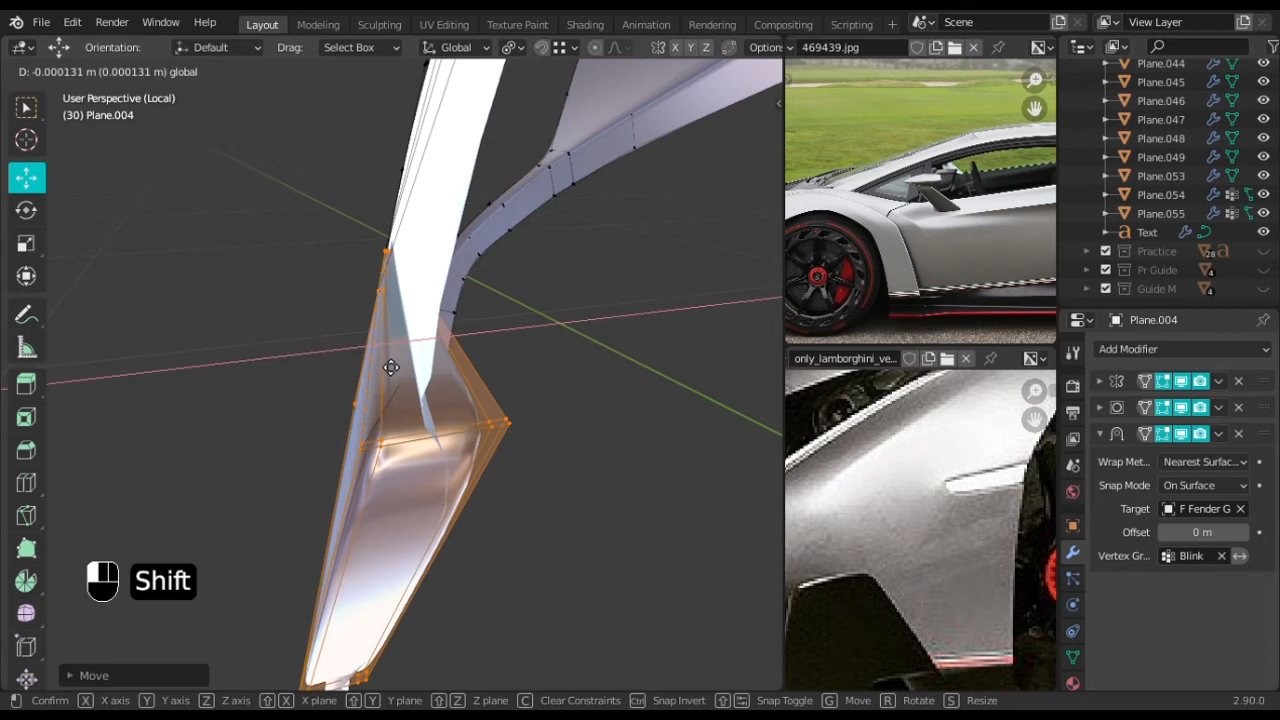 File Edit Render Window Help Layout Modeling Sculpting UV Editing Texture Paint Shading Animation Rendering Compositing Scripting + Scene View Layer
Orientation: Default Drag: Select Box Global X Y Z Options 469439.jpg
D: -0.000131 m (0.000131 m) global
User Perspective (Local)
(30) Plane.004
Plane.044
Plane.045
Plane.046
Plane.047
Plane.048
Plane.049
Plane.053
Plane.054
Plane.055
a Text
Practice 28 a
Pr Guide 4
Guide M 4
Plane.004
Add Modifier
only_lamborghini_ve...
Wrap Met... Nearest Surfac...
Snap Mode On Surface
Target F Fender G
Offset 0 m
Vertex Gr... Blink
Shift
Move
Confirm X X axis Y Y axis Z Z axis X X plane Y Y plane Z Z plane C Clear Constraints Ctrl Snap Invert Snap Toggle G Move R Rotate S Resize 2.90.0